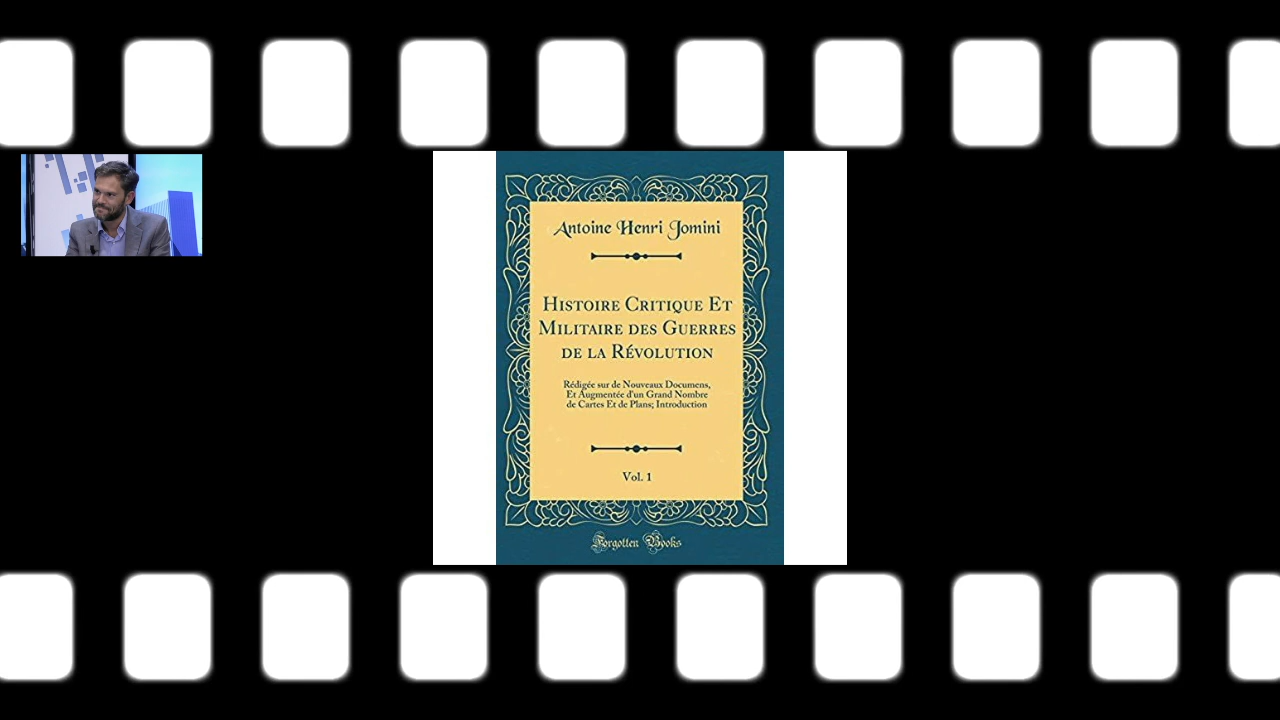 Antoine Henri Jomini
Histoire Critique Et
Militaire des Guerres
de la Révolution
Rédigée sur de Nouveaux Documens,
Et Augmentée d'un Grand Nombre
de Cartes Et de Plans; Introduction
Vol. 1
Forgotten Books